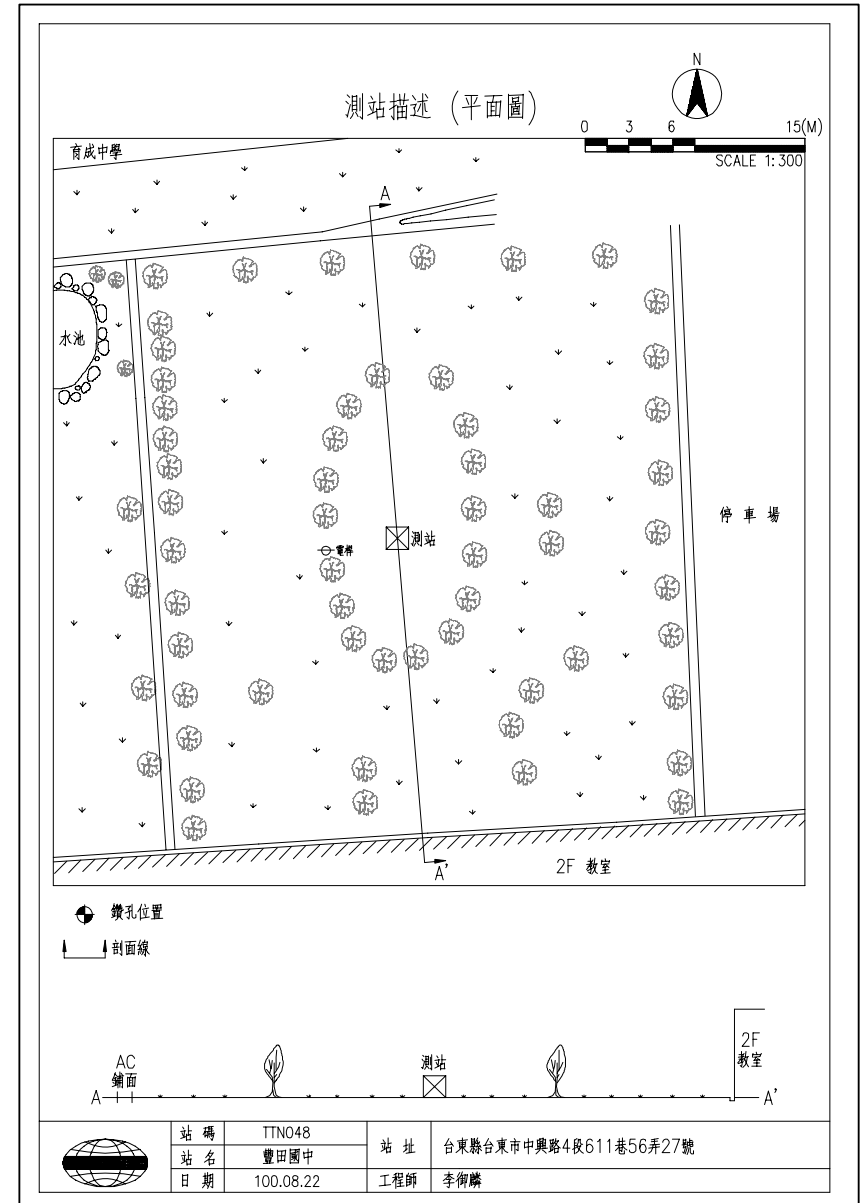 測站描述 (平面圖)
N
0 3 6 15(M)
SCALE 1:300
育成中學
A
水池
停車場
測站
電桿
A'
2F 教室
鑽孔位置
剖面線
AC
鋪面
測站
2F
教室
A
A'
站碼 TTN048
站名 豐田國中
日期 100.08.22
站址 台東縣台東市中興路4段611巷56弄27號
工程師 李御麟